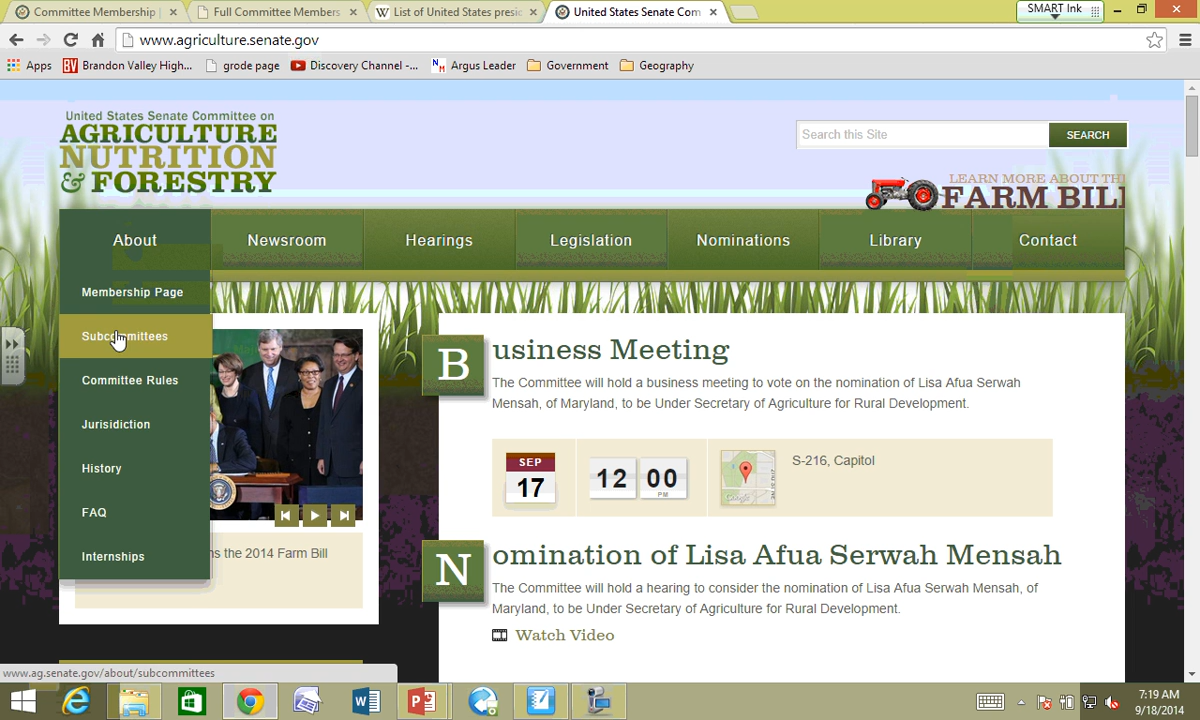 Committee Membership |
Full Committee Members
List of United States presi
United States Senate Com
SMART Ink
www.agriculture.senate.gov
Apps
BV Brandon Valley High...
grode page
Discovery Channel -...
Argus Leader
Government
Geography
United States Senate Committee on
AGRICULTURE
NUTRITION
& FORESTRY
Search this Site
SEARCH
LEARN MORE ABOUT TH
FARM BILL
About
Newsroom
Hearings
Legislation
Nominations
Library
Contact
Membership Page
Subcommittees
Committee Rules
Jurisidiction
History
FAQ
Internships
s the 2014 Farm Bill
Business Meeting
The Committee will hold a business meeting to vote on the nomination of Lisa Afua Serwah
Mensah, of Maryland, to be Under Secretary of Agriculture for Rural Development.
SEP
17
12 00
PM
Google
S-216, Capitol
Nomination of Lisa Afua Serwah Mensah
The Committee will hold a hearing to consider the nomination of Lisa Afua Serwah Mensah, of
Maryland, to be Under Secretary of Agriculture for Rural Development.
Watch Video
www.ag.senate.gov/about/subcommittees
7:19 AM
9/18/2014